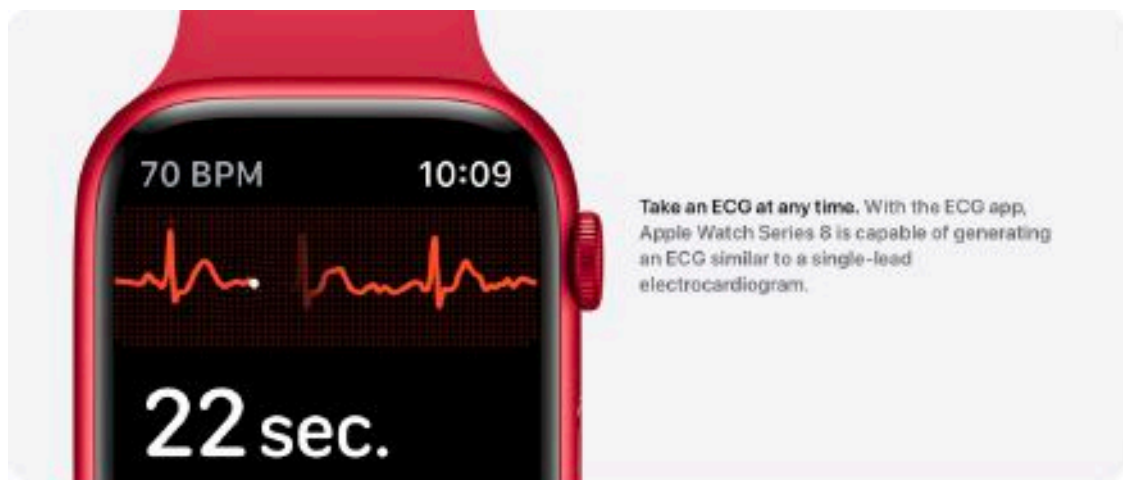 70 BPM
10:09
22 sec.
Take an ECG at any time. With the ECG app,
Apple Watch Series 8 is capable of generating
an ECG similar to a single-lead
electrocardiogram.